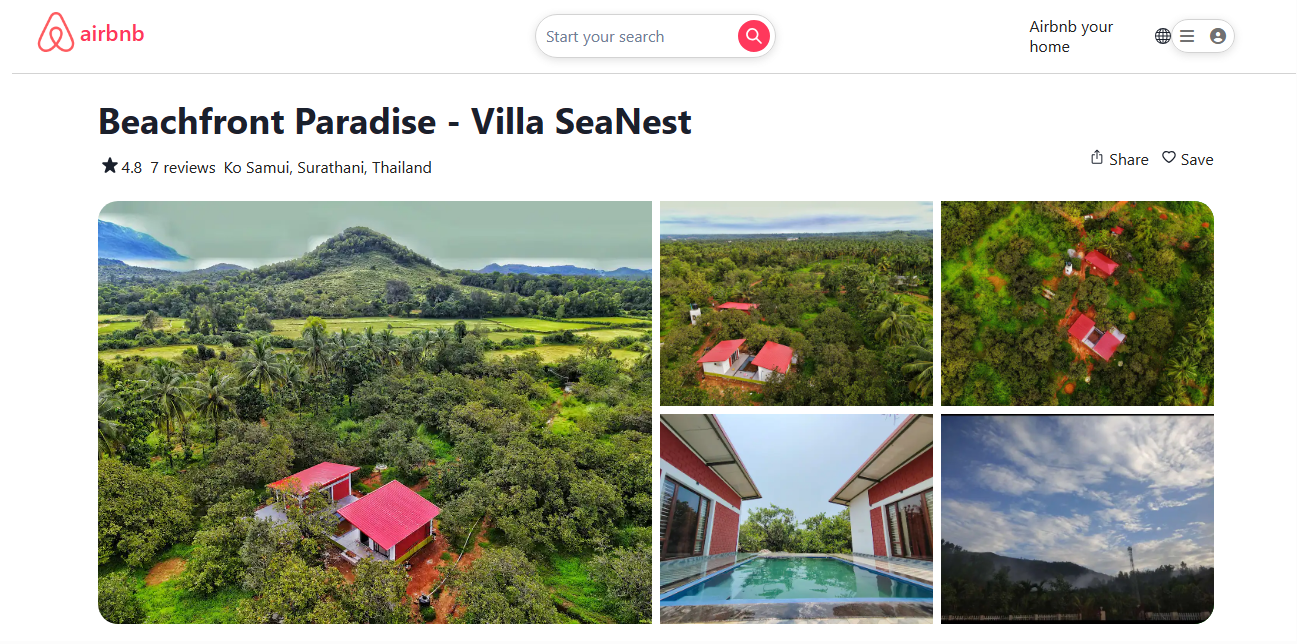 airbnb
Start your search
Airbnb your
home
Beachfront Paradise - Villa SeaNest
4.8 7 reviews Ko Samui, Surathani, Thailand
Share Save